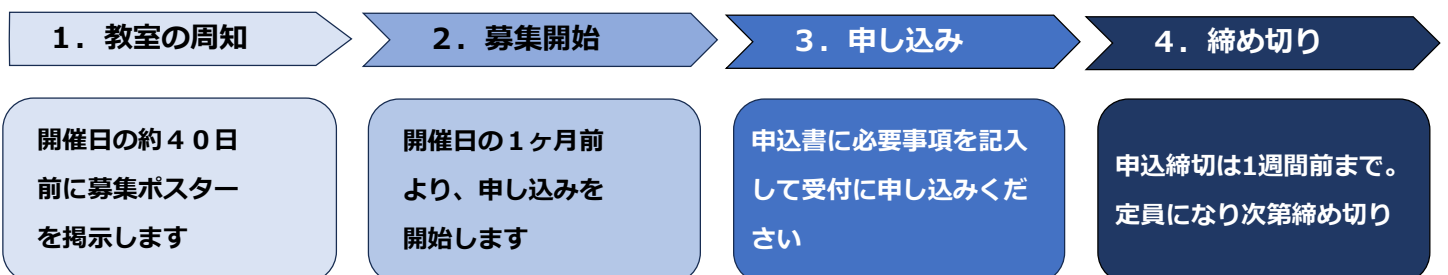 1．教室の周知
2．募集開始
3．申し込み
4．締め切り
開催日の約４０日
前に募集ポスター
を掲示します
開催日の１ヶ月前
より、申し込みを
開始します
申込書に必要事項を記入
して受付に申し込みくだ
さい
申込締切は1週間前まで。
定員になり次第締め切り